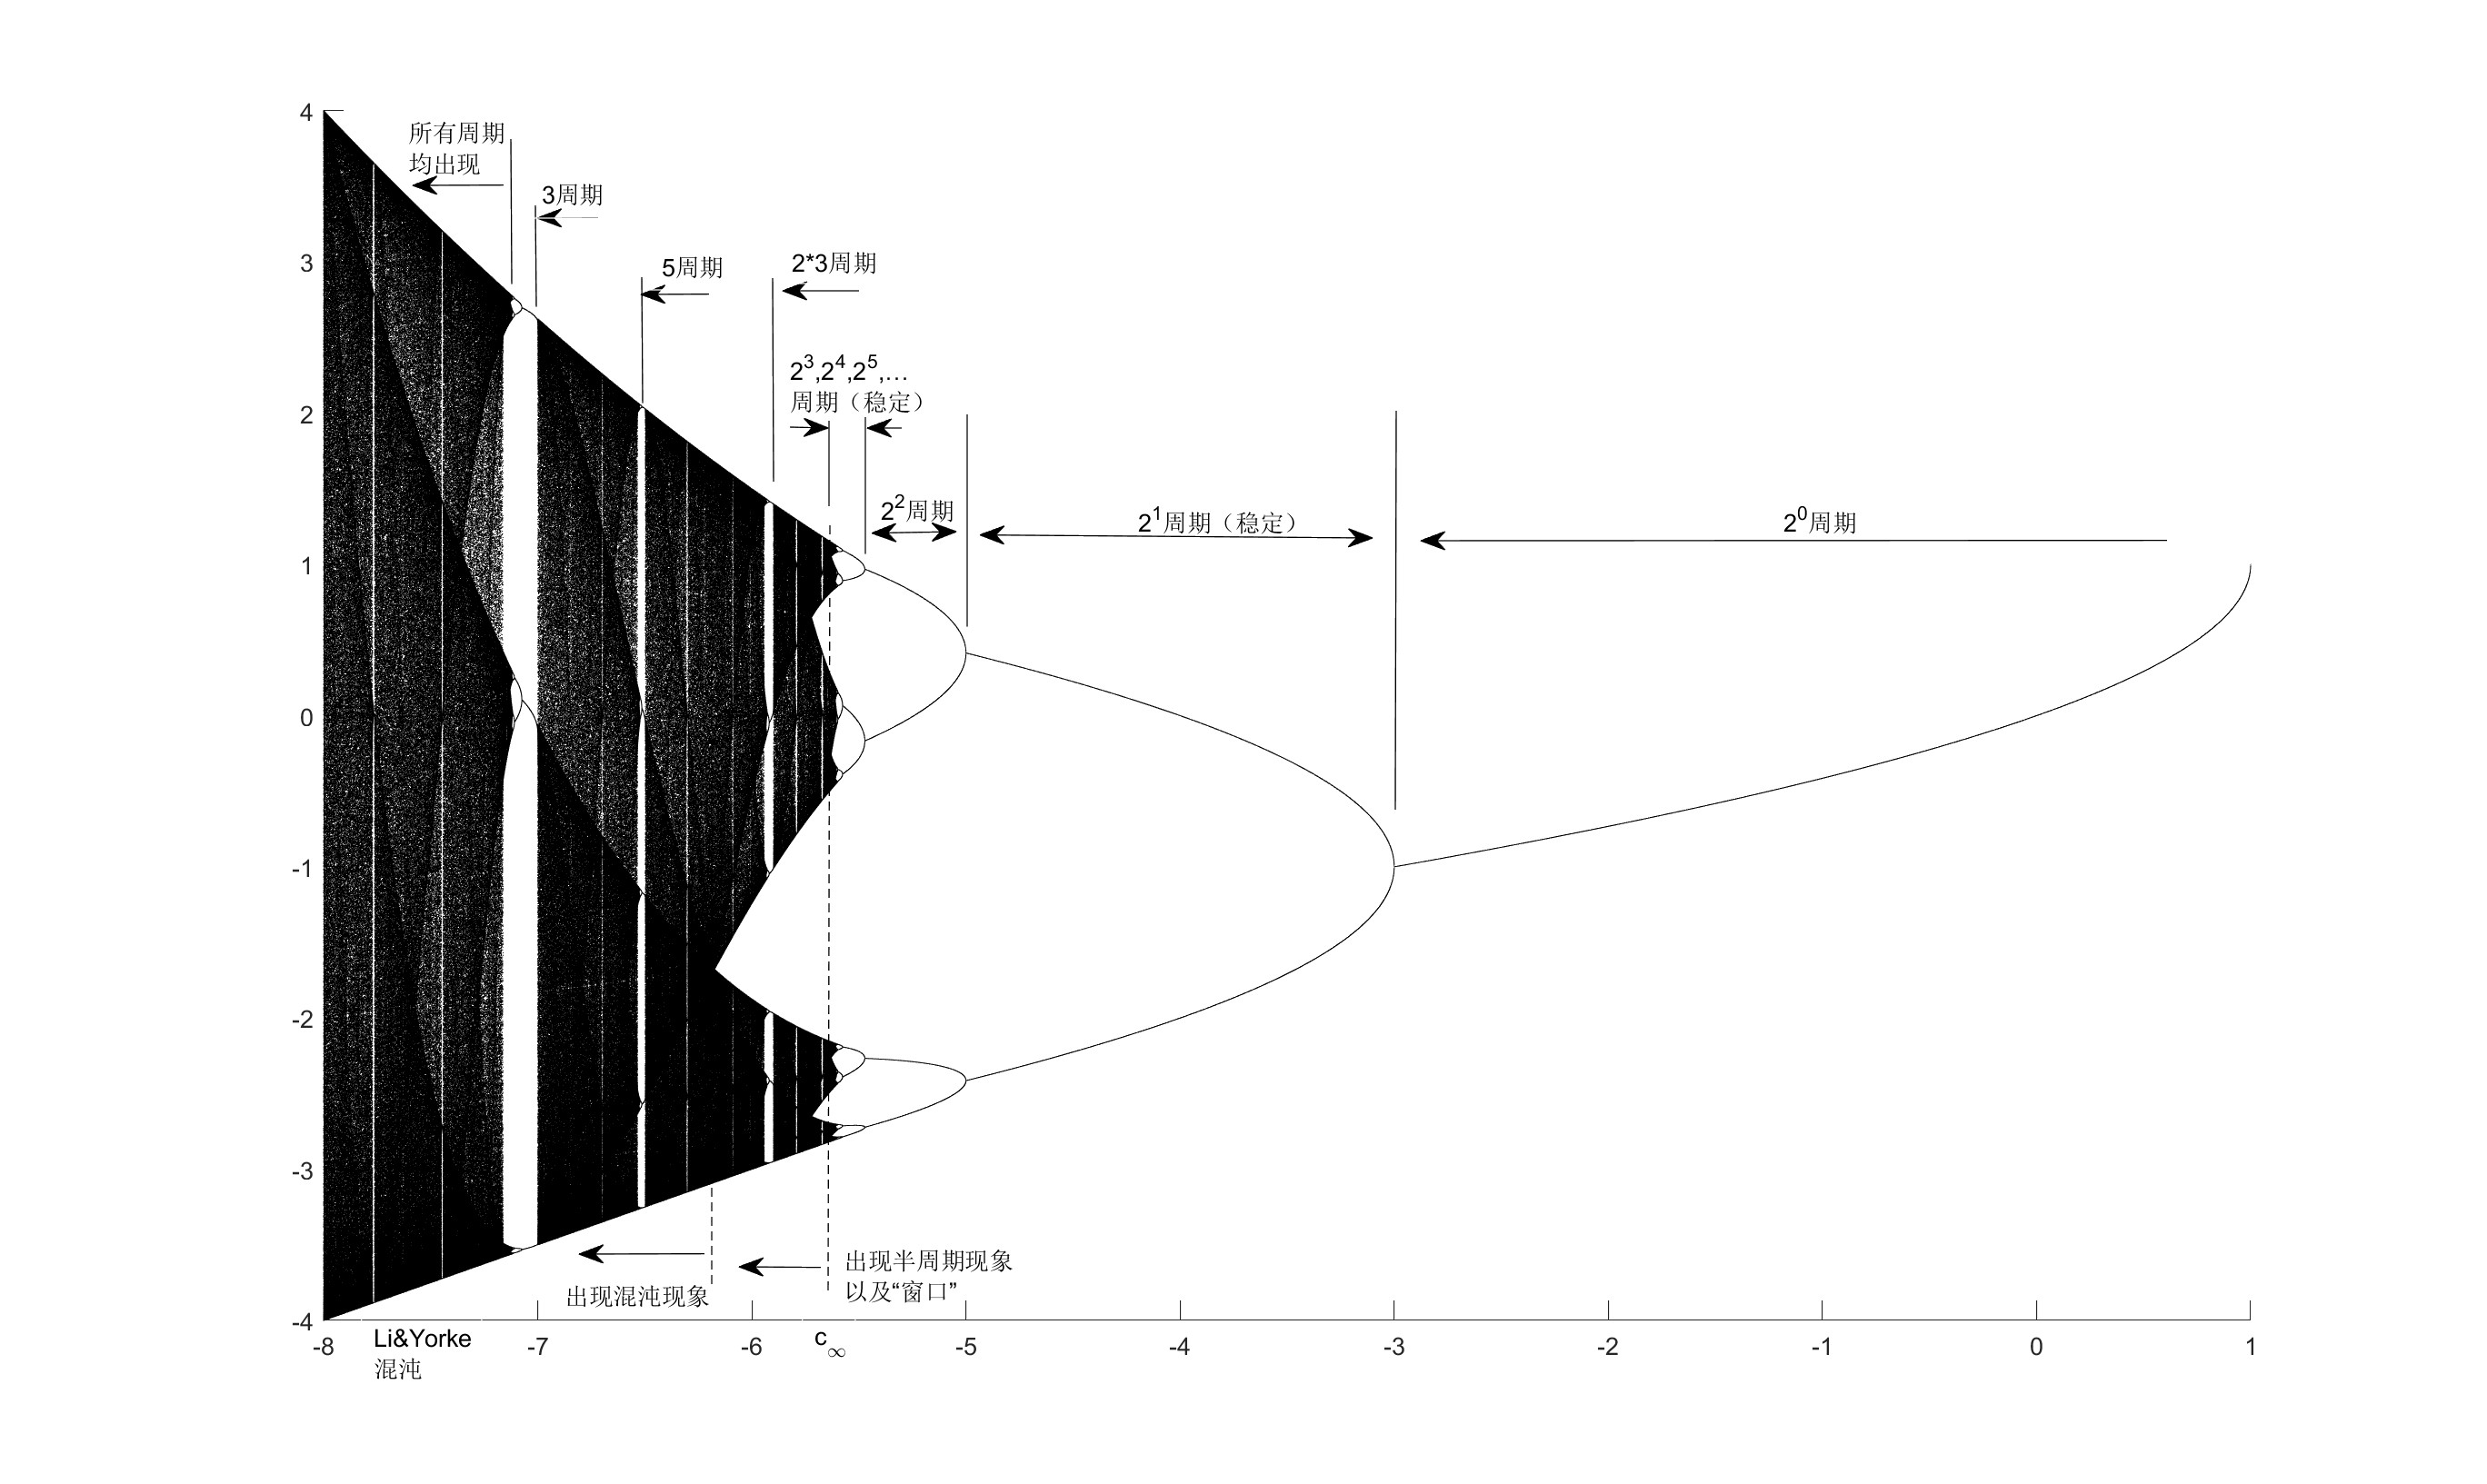 4
所有周期
均出现
3周期
3
5周期
2*3周期
2^3,2^4,2^5,…
周期（稳定）
2
2^2周期
2^1周期（稳定）
2^0周期
1
0
-1
-2
-3
出现半周期现象
以及“窗口”
出现混沌现象
-4
-8
Li&Yorke
混沌
-7
-6
c∞
-5
-4
-3
-2
-1
0
1